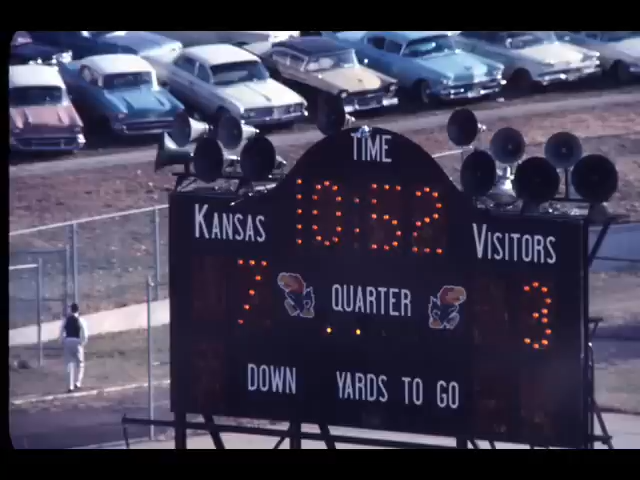 TIME
10:52
KANSAS
VISITORS
7
QUARTER
3
DOWN YARDS TO GO